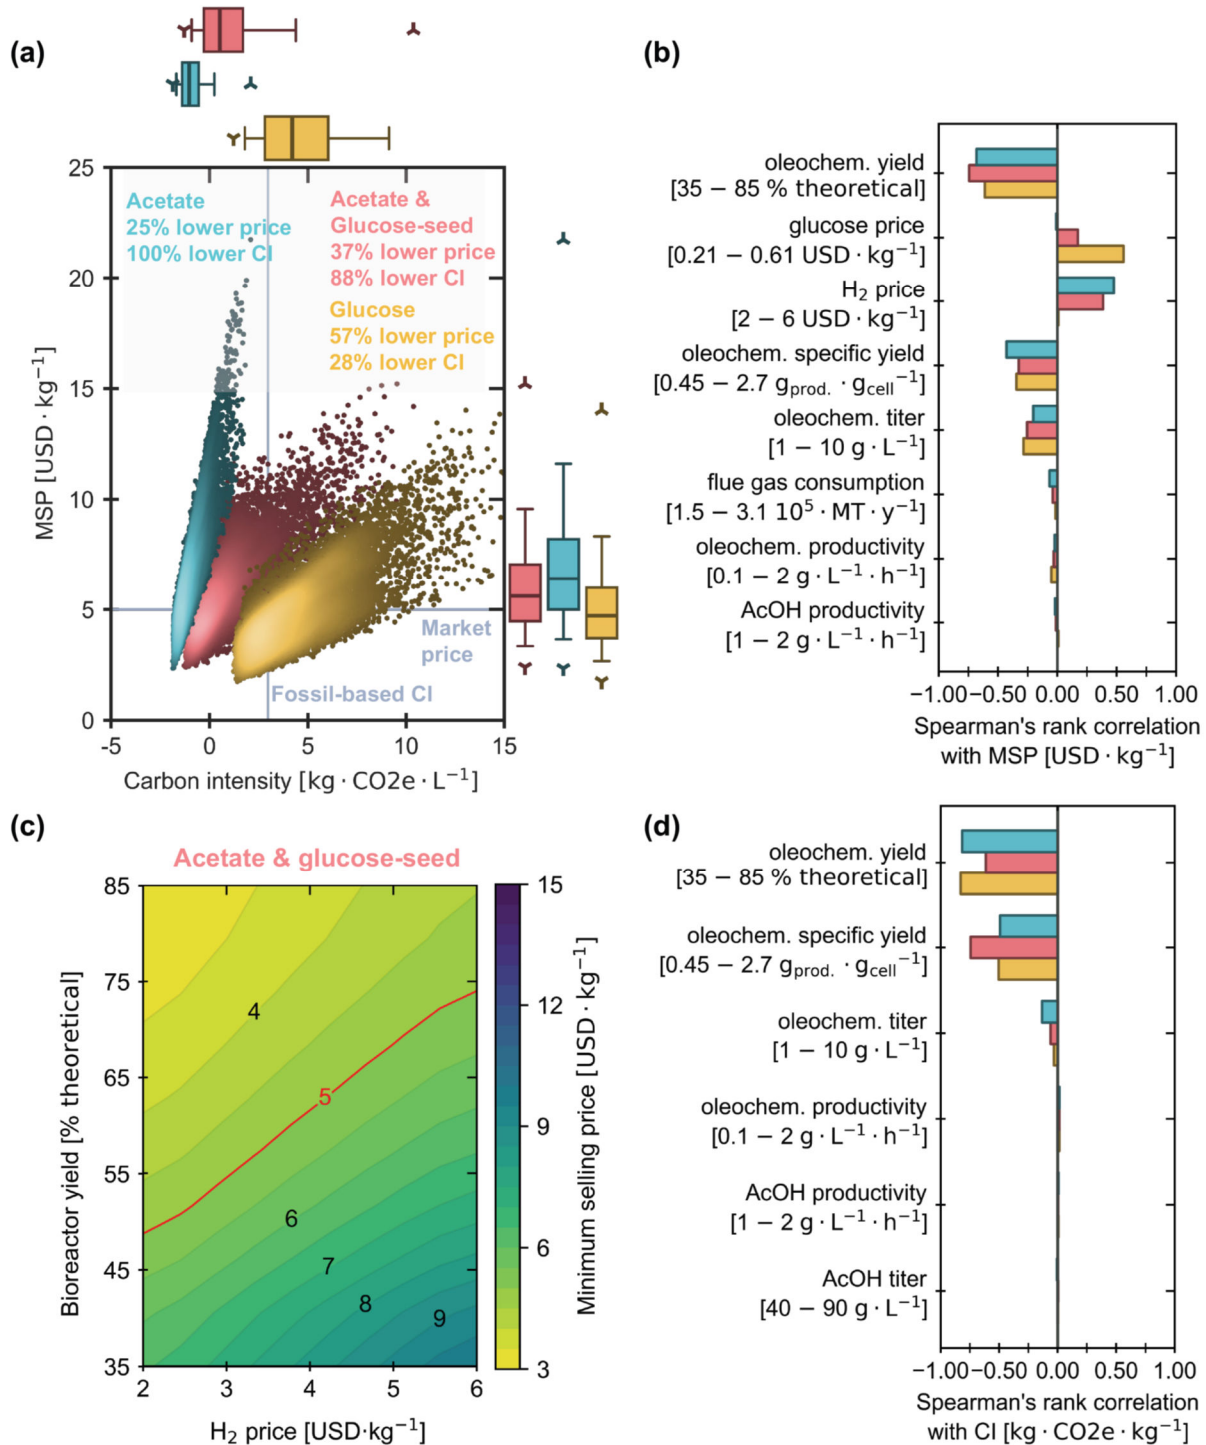 (a)
25
20
15
10
5
0
MSP [USD · kg⁻¹]
Acetate
25% lower price
100% lower CI
Acetate &
Glucose-seed
37% lower price
88% lower CI
Glucose
57% lower price
28% lower CI
Market
price
Fossil-based CI
-5
0
5
10
15
Carbon intensity [kg · CO2e · L⁻¹]
(b)
oleochem. yield
[35 − 85 % theoretical]
glucose price
[0.21 − 0.61 USD · kg⁻¹]
H₂ price
[2 − 6 USD · kg⁻¹]
oleochem. specific yield
[0.45 − 2.7 gprod. · gcell⁻¹]
oleochem. titer
[1 − 10 g · L⁻¹]
flue gas consumption
[1.5 − 3.1 10⁵ · MT · y⁻¹]
oleochem. productivity
[0.1 − 2 g · L⁻¹ · h⁻¹]
AcOH productivity
[1 − 2 g · L⁻¹ · h⁻¹]
−1.00
−0.50
0.00
0.50
1.00
Spearman's rank correlation
with MSP [USD · kg⁻¹]
(c)
Acetate & glucose-seed
85
75
65
55
45
35
Bioreactor yield [% theoretical]
4
5
6
7
8
9
2
3
4
5
6
H₂ price [USD·kg⁻¹]
15
12
9
6
3
Minimum selling price [USD · kg⁻¹]
(d)
oleochem. yield
[35 − 85 % theoretical]
oleochem. specific yield
[0.45 − 2.7 gprod. · gcell⁻¹]
oleochem. titer
[1 − 10 g · L⁻¹]
oleochem. productivity
[0.1 − 2 g · L⁻¹ · h⁻¹]
AcOH productivity
[1 − 2 g · L⁻¹ · h⁻¹]
AcOH titer
[40 − 90 g · L⁻¹]
−1.00
−0.50
0.00
0.50
1.00
Spearman's rank correlation
with CI [kg · CO2e · kg⁻¹]